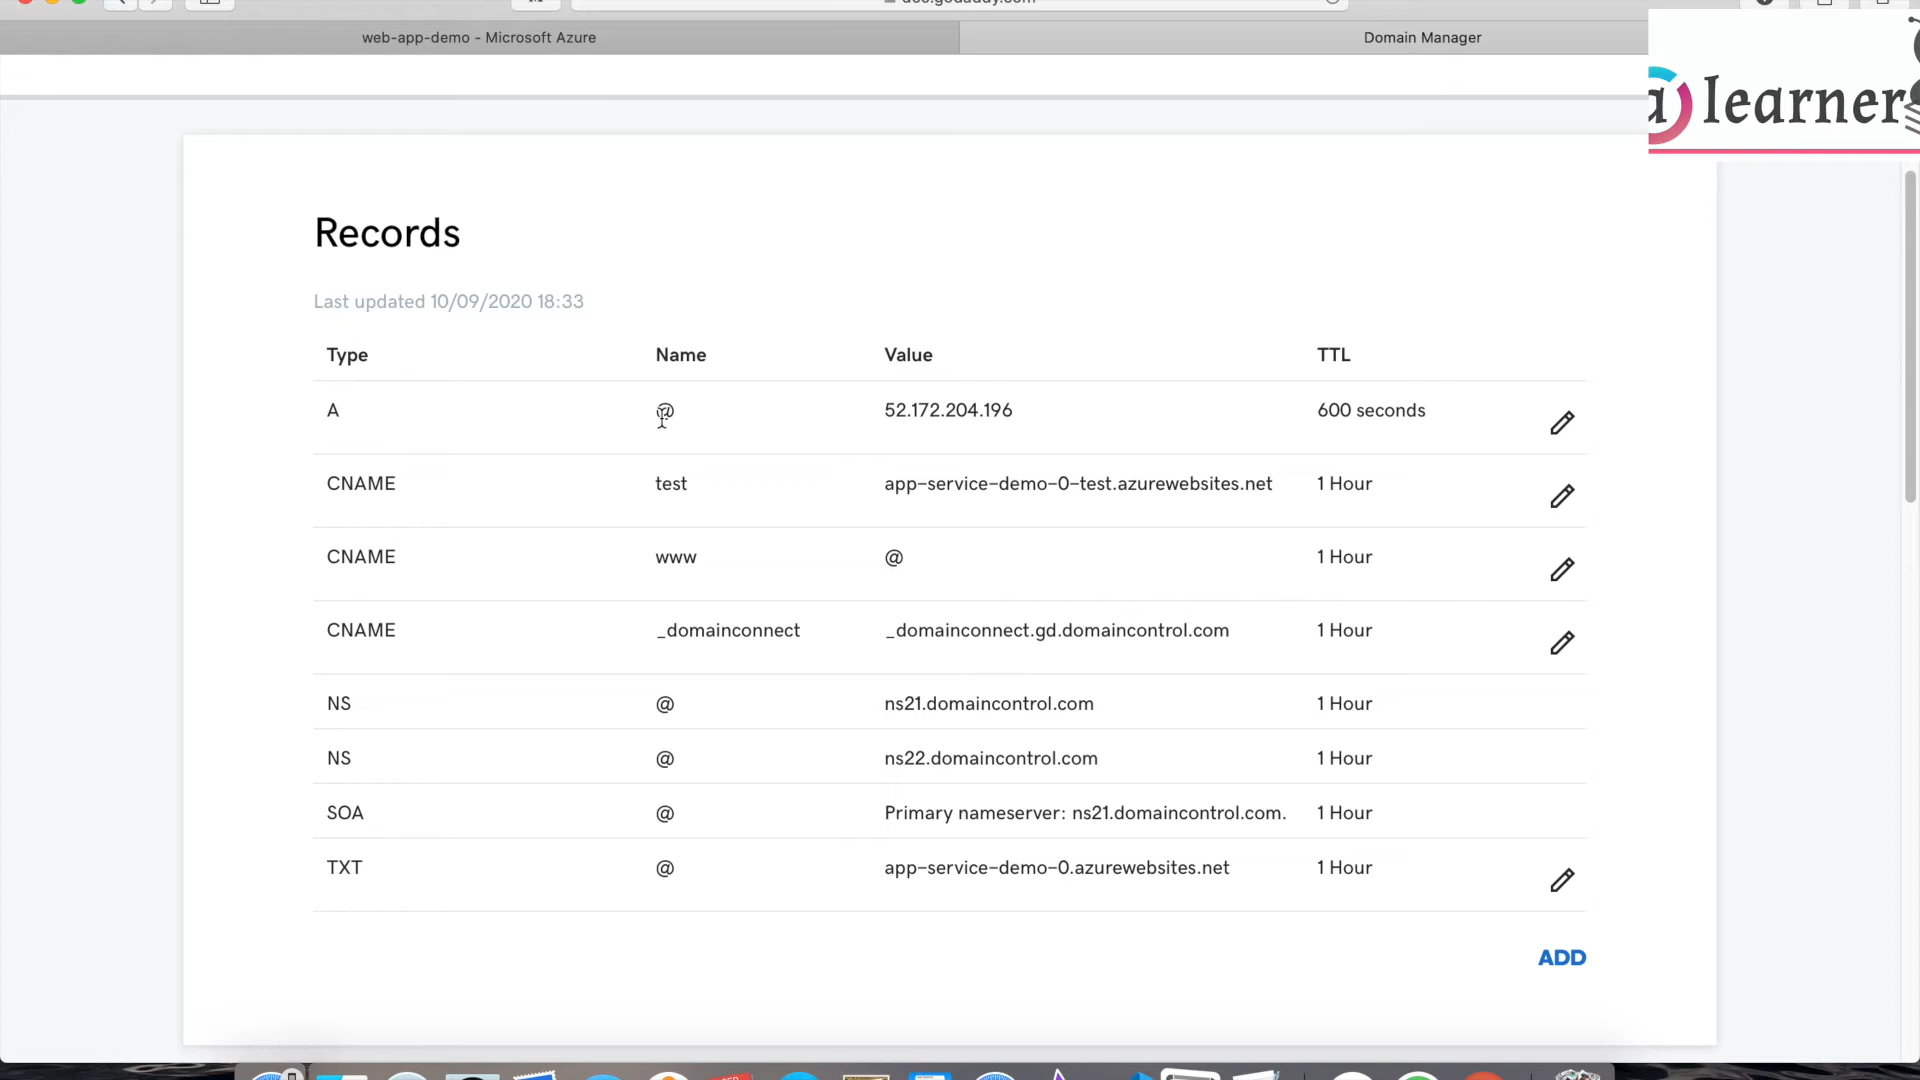 web-app-demo - Microsoft Azure
Domain Manager
learner
Records
Last updated 10/09/2020 18:33
Type Name Value TTL
A @ 52.172.204.196 600 seconds
CNAME test app-service-demo-0-test.azurewebsites.net 1 Hour
CNAME www @ 1 Hour
CNAME _domainconnect _domainconnect.gd.domaincontrol.com 1 Hour
NS @ ns21.domaincontrol.com 1 Hour
NS @ ns22.domaincontrol.com 1 Hour
SOA @ Primary nameserver: ns21.domaincontrol.com. 1 Hour
TXT @ app-service-demo-0.azurewebsites.net 1 Hour
ADD